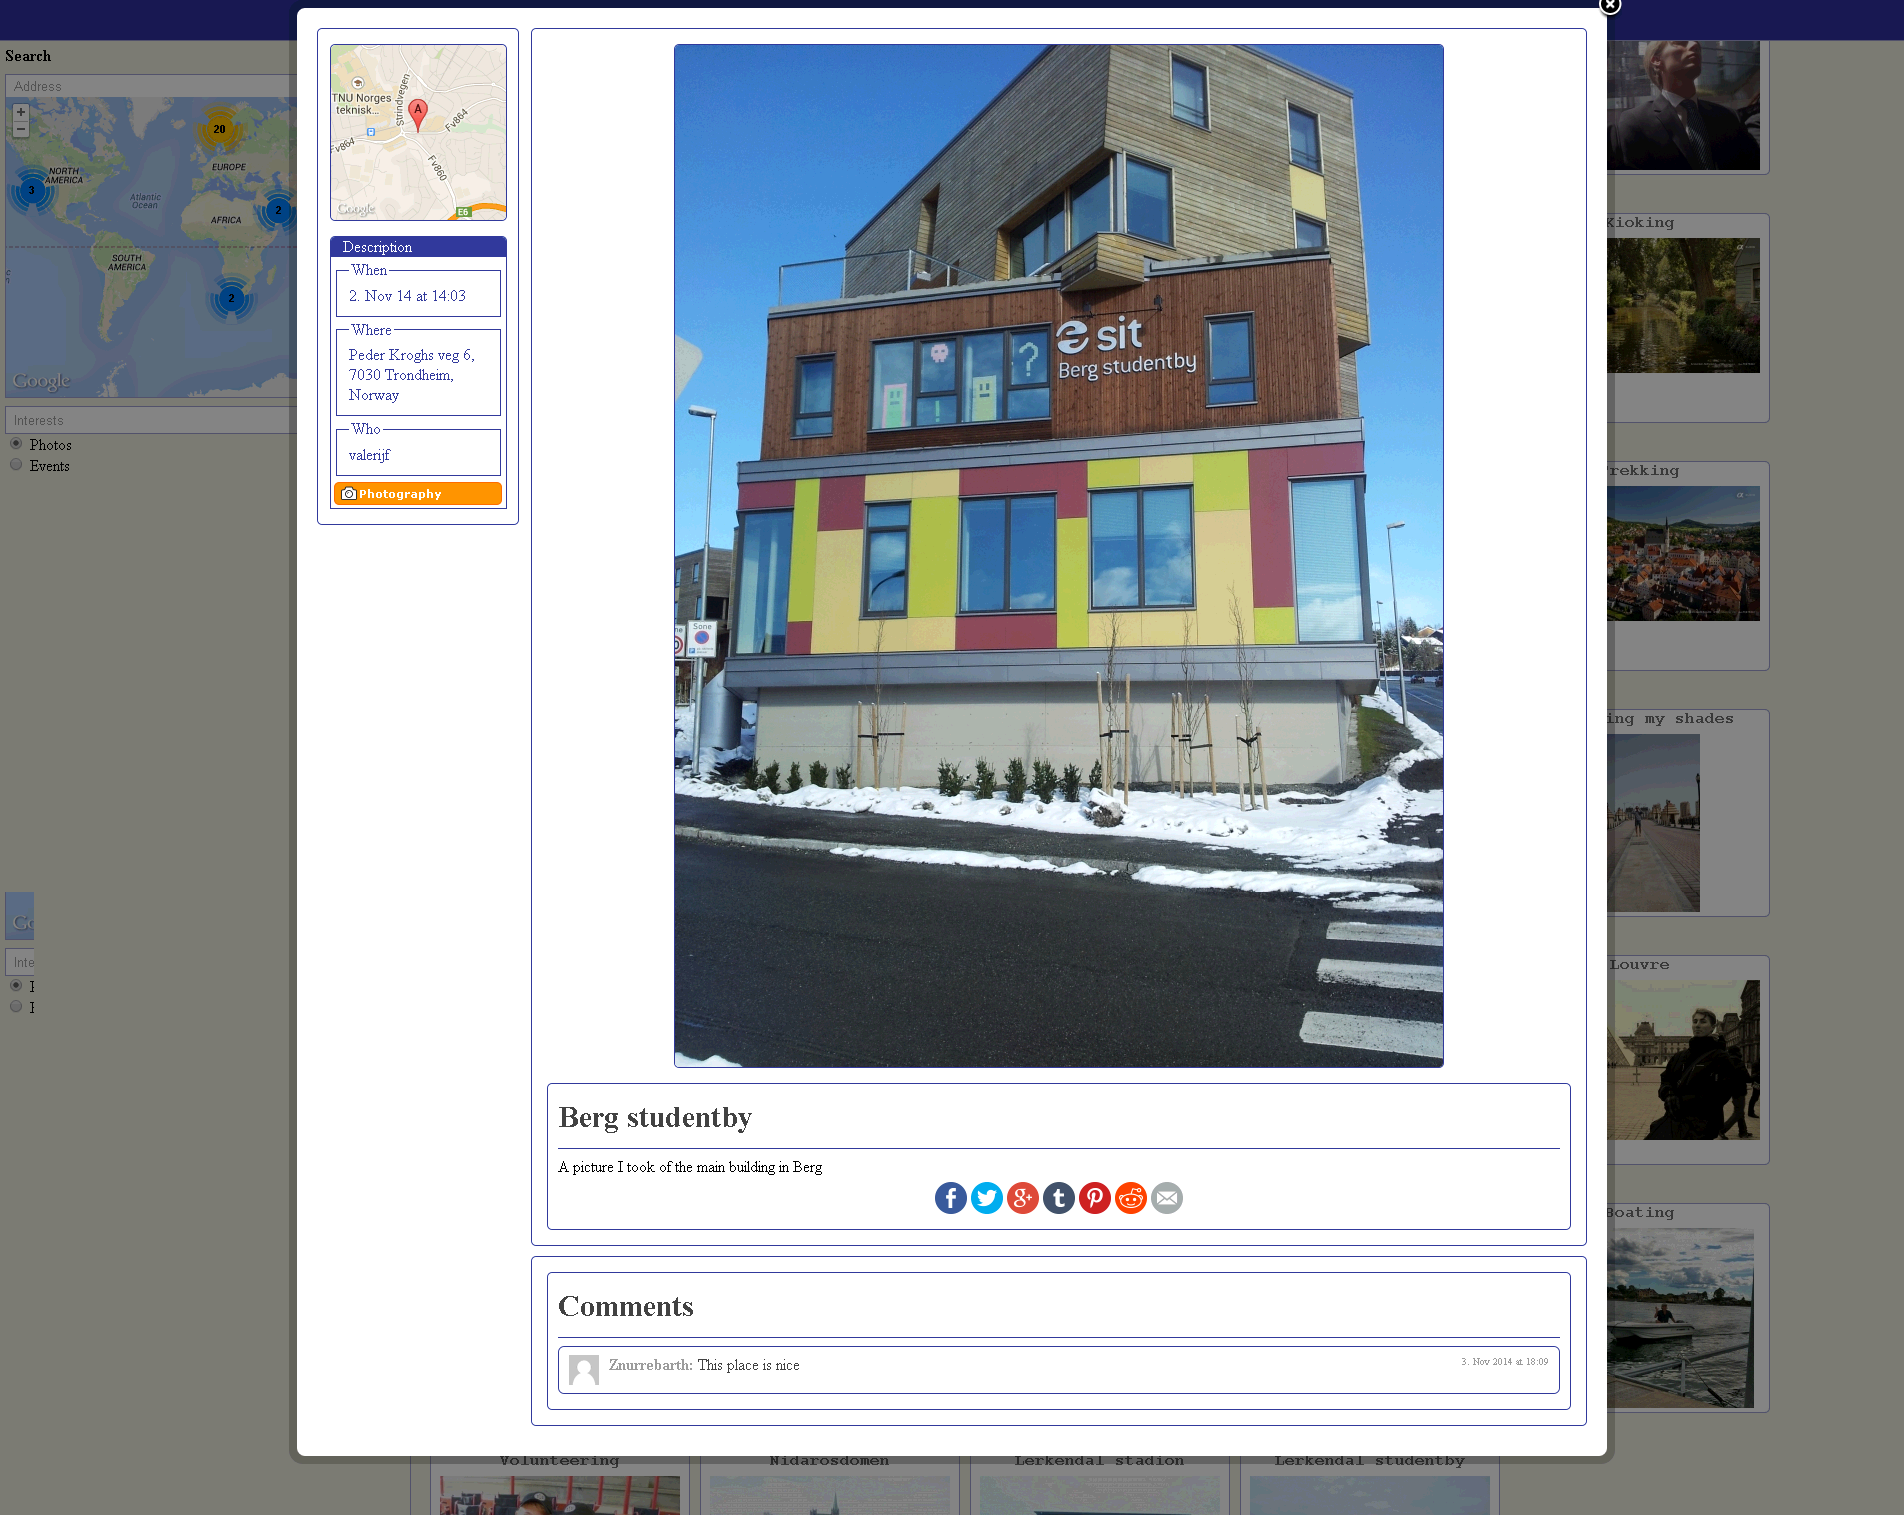 Search
Address
+
−
20
3
2
2
NORTH
AMERICA
EUROPE
Atlantic
Ocean
AFRICA
SOUTH
AMERICA
Google
Interests
Photos
Events
Inte
TNU Norges
teknisk...
Strindvegen
A
Fv864
Fv864
Fv860
E6
Google
Description
When
2. Nov 14 at 14:03
Where
Peder Kroghs veg 6,
7030 Trondheim,
Norway
Who
valerijf
Photography
sit
Berg studentby
?
!
Sone
Berg studentby
A picture I took of the main building in Berg
f
g+
t
Comments
Znurrebarth: This place is nice
3. Nov 2014 at 18:09
Kioking
rekking
ing my shades
Louvre
Boating
Volunteering
Nidarosdomen
Lerkendal stadion
Lerkendal studentby